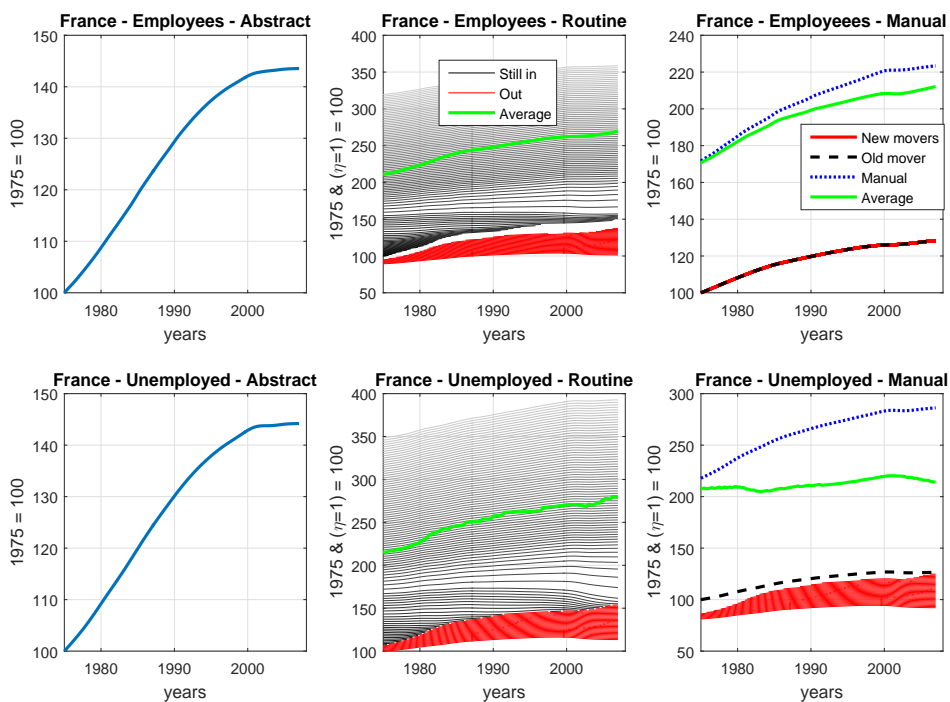 France - Employees - Abstract
150
140
130
120
110
100
1975 = 100
1980
1990
2000
years
France - Employees - Routine
400
350
300
250
200
150
100
50
1975 & (η=1) = 100
Still in
Out
Average
1980
1990
2000
years
France - Employeees - Manual
240
220
200
180
160
140
120
100
1975 = 100
New movers
Old mover
Manual
Average
1980
1990
2000
years
France - Unemployed - Abstract
150
140
130
120
110
100
1975 = 100
1980
1990
2000
years
France - Unemployed - Routine
400
350
300
250
200
150
100
1975 & (η=1) = 100
1980
1990
2000
years
France - Unemployed - Manual
300
250
200
150
100
50
1975 & (η=1) = 100
1980
1990
2000
years